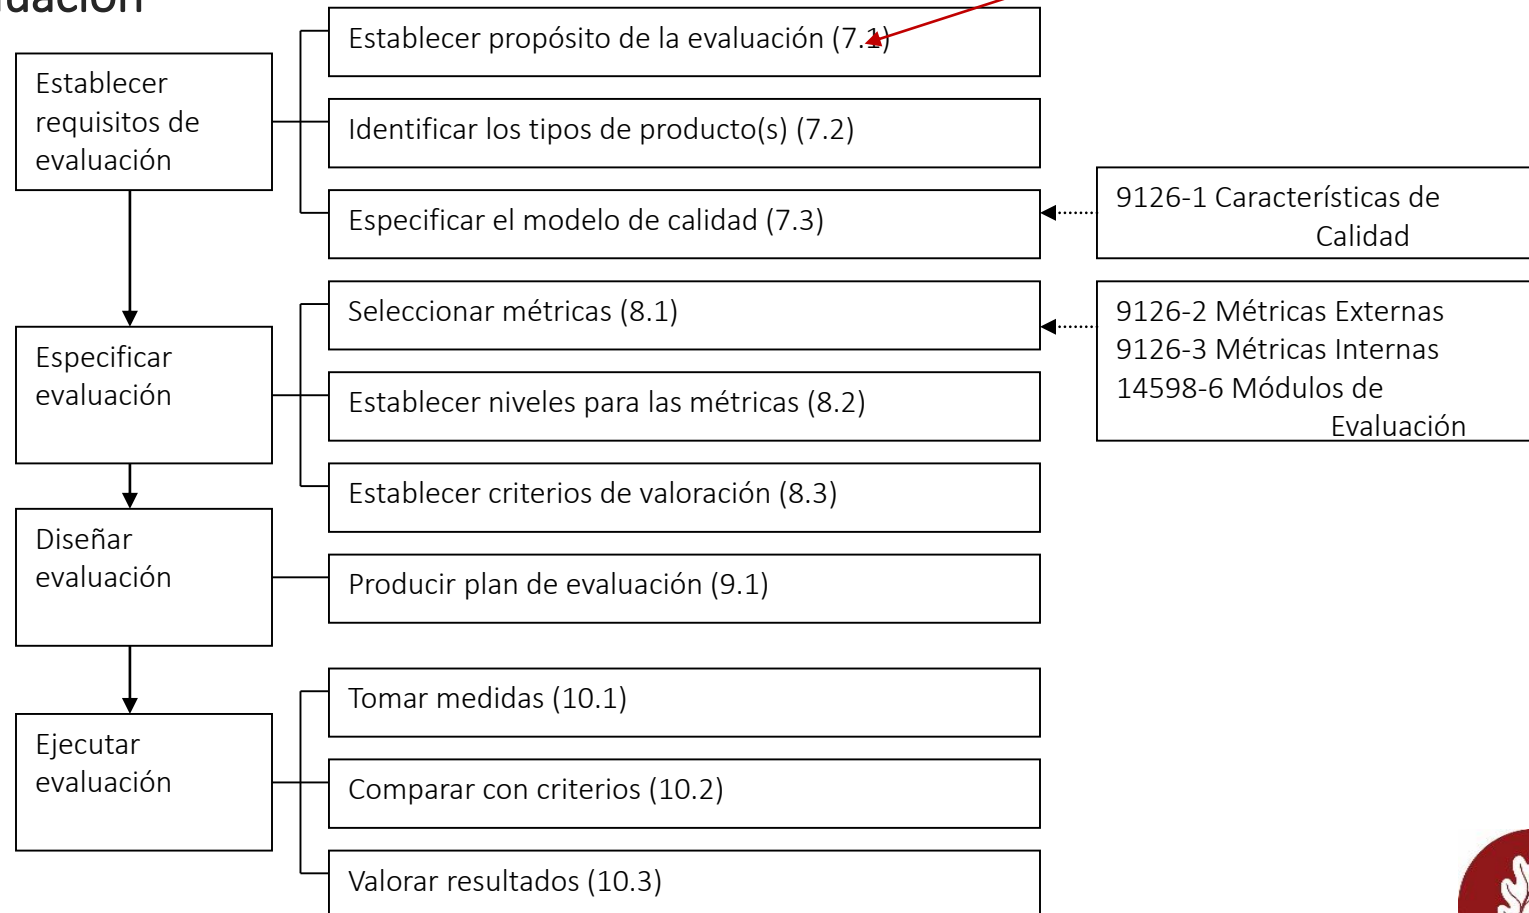 Establecer propósito de la evaluación (7.1)
Establecer
requisitos de
evaluación
Identificar los tipos de producto(s) (7.2)
Especificar el modelo de calidad (7.3)
9126-1 Características de
Calidad
Seleccionar métricas (8.1)
9126-2 Métricas Externas
9126-3 Métricas Internas
14598-6 Módulos de
Evaluación
Especificar
evaluación
Establecer niveles para las métricas (8.2)
Establecer criterios de valoración (8.3)
Diseñar
evaluación
Producir plan de evaluación (9.1)
Tomar medidas (10.1)
Ejecutar
evaluación
Comparar con criterios (10.2)
Valorar resultados (10.3)